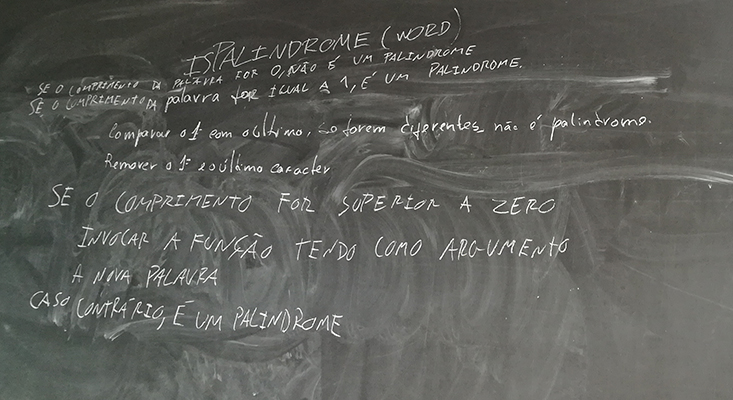 ISPALINDROME (WORD)
SE O COMPRIMENTO DA PALAVRA FOR 0, NÃO É UM PALINDROME
SE O COMPRIMENTO DA palavra for IGUAL A 1, É UM PALINDROME.
Comparar o 1º com o último, se forem diferentes não é palindromo.
Remover o 1º e o último caracter
SE O COMPRIMENTO FOR SUPERIOR A ZERO
INVOCAR A FUNÇÃO TENDO COMO ARGUMENTO
A NOVA PALAVRA
CASO CONTRÁRIO, É UM PALINDROME